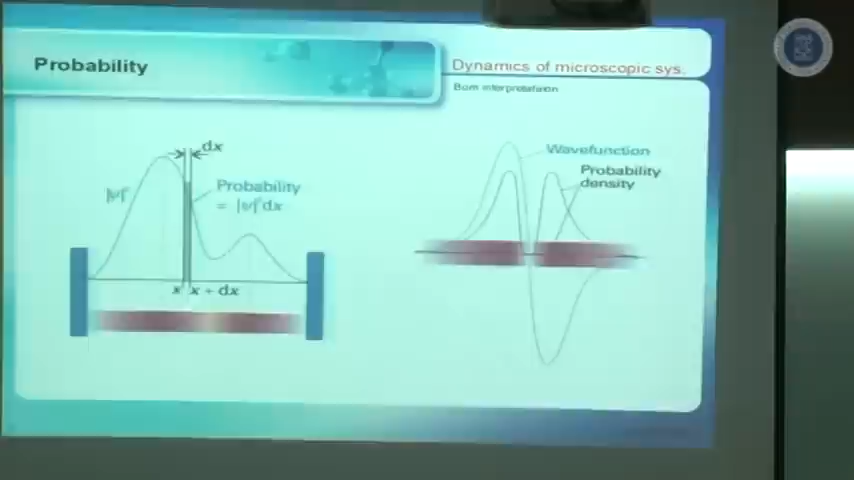 Probability
Dynamics of microscopic sys.
Born interpretation
dx
|ψ|²
Probability
= |ψ|²dx
x x + dx
Wavefunction
Probability
density